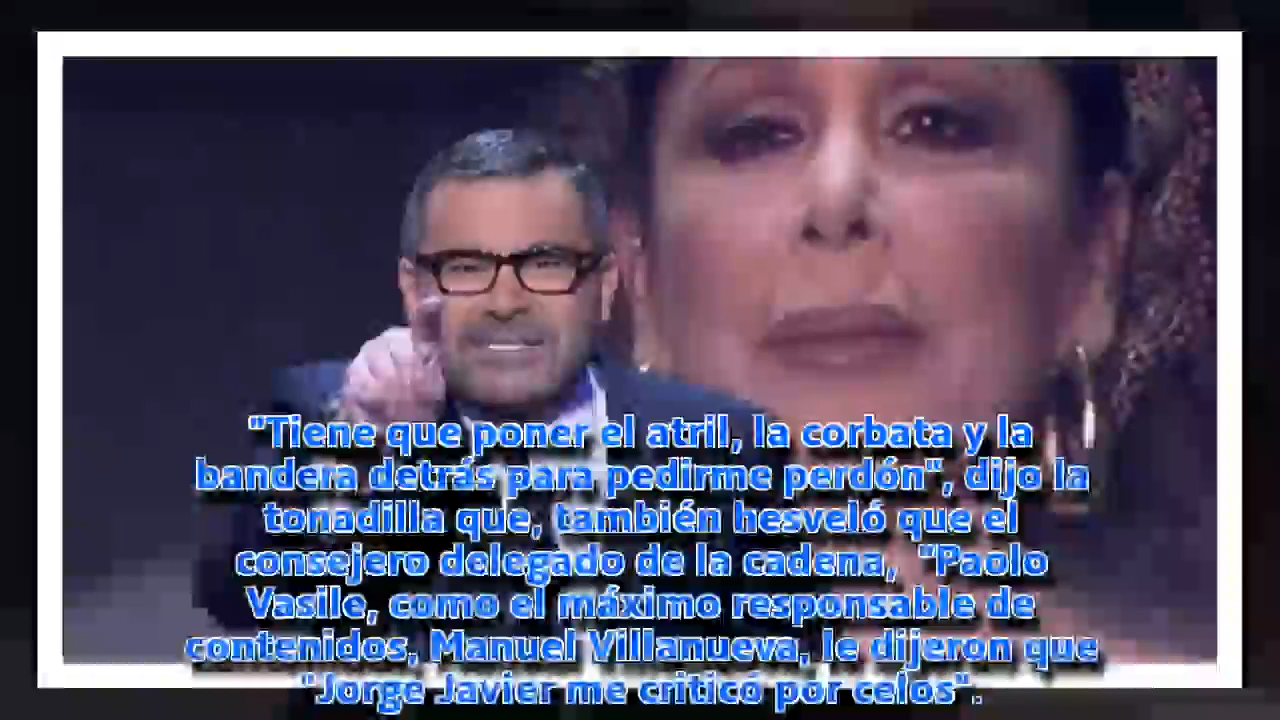 "Tiene que poner el atril, la corbata y la
bandera detrás para pedirme perdón", dijo la
tonadilla que, también hesveló que el
consejero delegado de la cadena, "Paolo
Vasile, como el máximo responsable de
contenidos, Manuel Villanueva, le dijeron que
"Jorge Javier me criticó por celos".